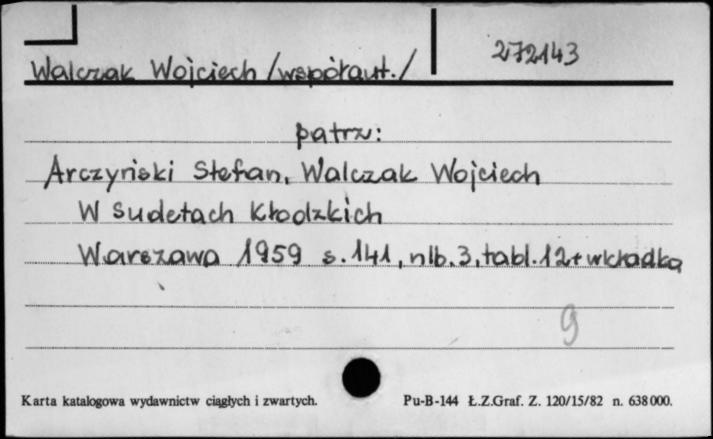 272143
Walczak Wojciech /współaut./
patrz:
Arczyński Stefan, Walczak Wojciech
W Sudetach Kłodzkich
Warszawa 1959 s. 141, nlb. 3, tabl. 12 + wkładka
9
Karta katalogowa wydawnictw ciągłych i zwartych. Pu-B-144 Ł.Z.Graf. Z. 120/15/82 n. 638000.